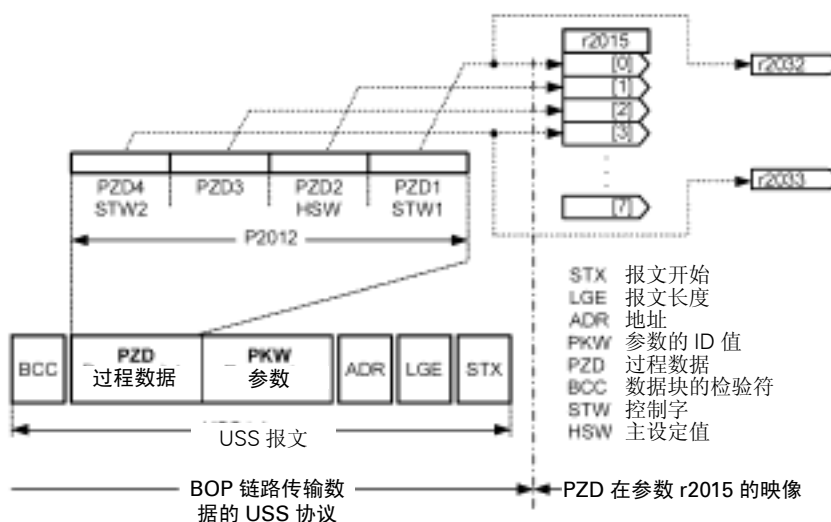 r2015
[0]
[1]
[2]
[3]
[7]
r2032
r2033
PZD4 PZD3 PZD2 PZD1
STW2 HSW STW1
P2012
BCC PZD 过程数据 PKW 参数 ADR LGE STX
USS 报文
STX 报文开始
LGE 报文长度
ADR 地址
PKW 参数的 ID 值
PZD 过程数据
BCC 数据块的检验符
STW 控制字
HSW 主设定值
BOP 链路传输数
据的 USS 协议
PZD 在参数 r2015 的映像